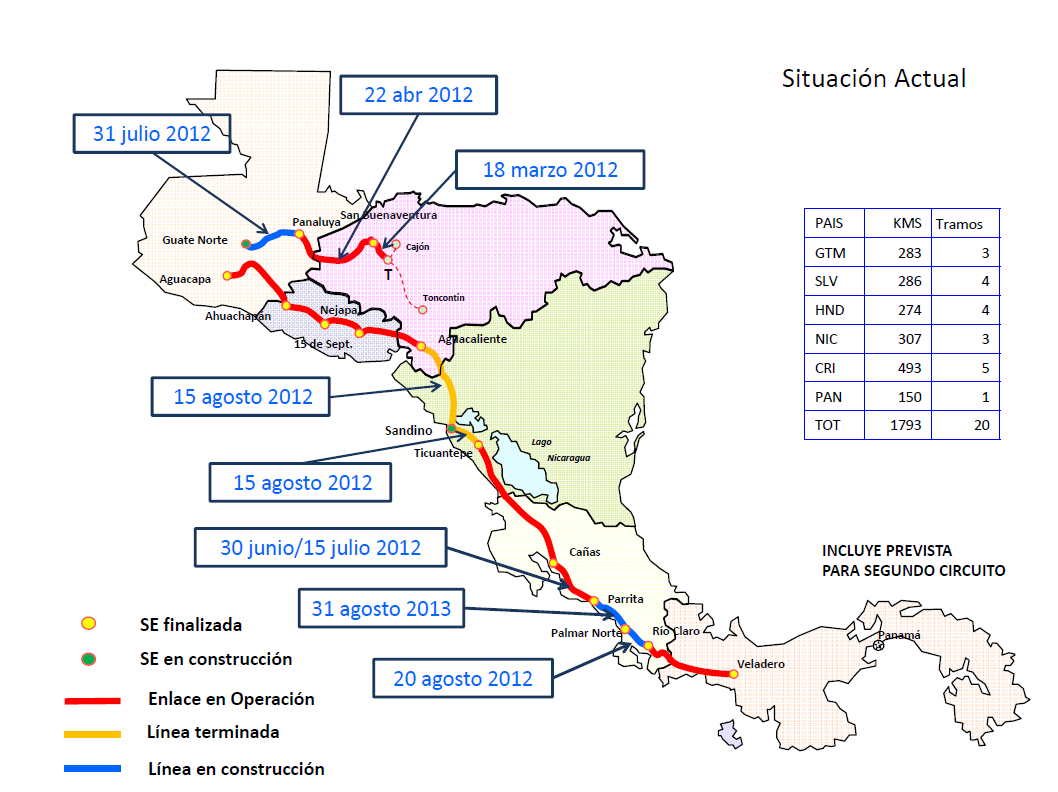 Situación Actual
22 abr 2012
31 julio 2012
18 marzo 2012
San Buenaventura
Panaluya
Guate Norte
Cajón
T
Aguacapa
Toncontín
Ahuachapán
Nejapa
15 de Sept.
Aguacaliente
PAIS KMS Tramos
GTM 283 3
SLV 286 4
HND 274 4
NIC 307 3
CRI 493 5
PAN 150 1
TOT 1793 20
15 agosto 2012
Sandino
Ticuantepe
Lago
Nicaragua
15 agosto 2012
30 junio/15 julio 2012
Cañas
INCLUYE PREVISTA
PARA SEGUNDO CIRCUITO
31 agosto 2013
Parrita
Palmar Norte
Río Claro
Panamá
20 agosto 2012
Veladero
SE finalizada
SE en construcción
Enlace en Operación
Línea terminada
Línea en construcción